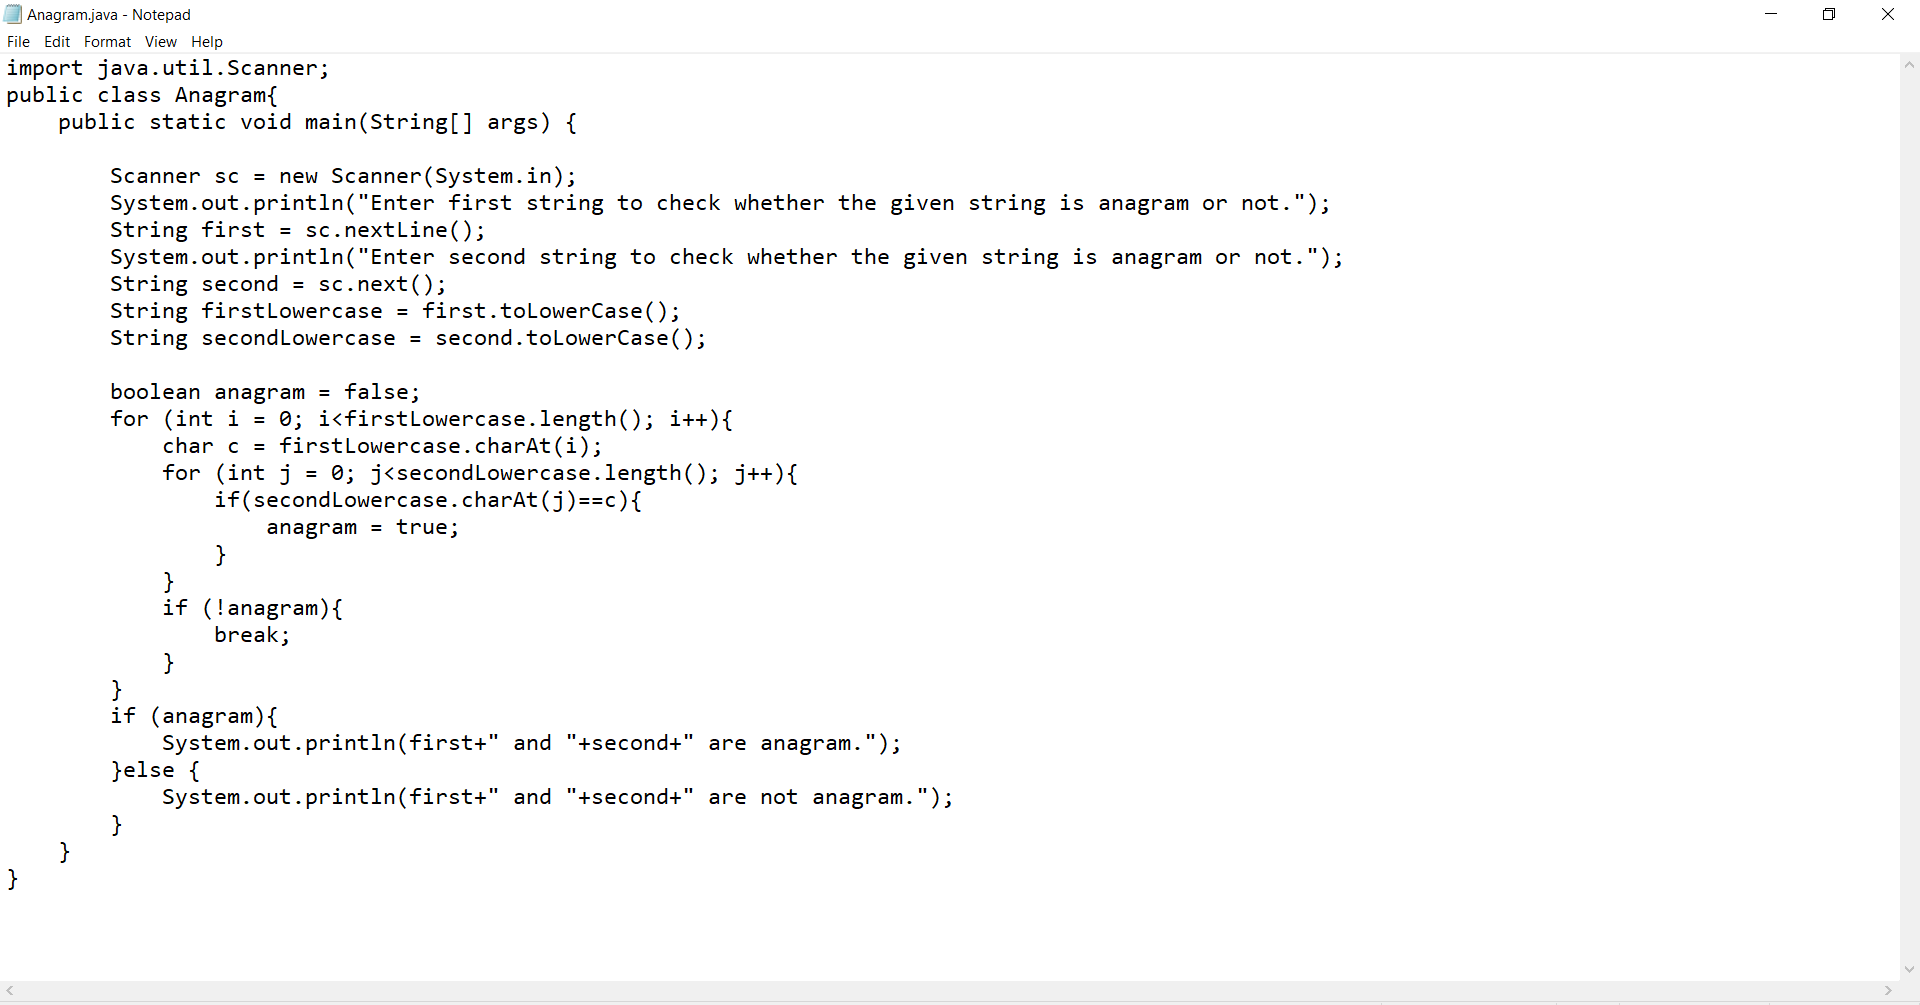 Anagram.java - Notepad
File Edit Format View Help
import java.util.Scanner;
public class Anagram{
    public static void main(String[] args) {

        Scanner sc = new Scanner(System.in);
        System.out.println("Enter first string to check whether the given string is anagram or not.");
        String first = sc.nextLine();
        System.out.println("Enter second string to check whether the given string is anagram or not.");
        String second = sc.next();
        String firstLowercase = first.toLowerCase();
        String secondLowercase = second.toLowerCase();

        boolean anagram = false;
        for (int i = 0; i<firstLowercase.length(); i++){
            char c = firstLowercase.charAt(i);
            for (int j = 0; j<secondLowercase.length(); j++){
                if(secondLowercase.charAt(j)==c){
                    anagram = true;
                }
            }
            if (!anagram){
                break;
            }
        }
        if (anagram){
            System.out.println(first+" and "+second+" are anagram.");
        }else {
            System.out.println(first+" and "+second+" are not anagram.");
        }
    }
}